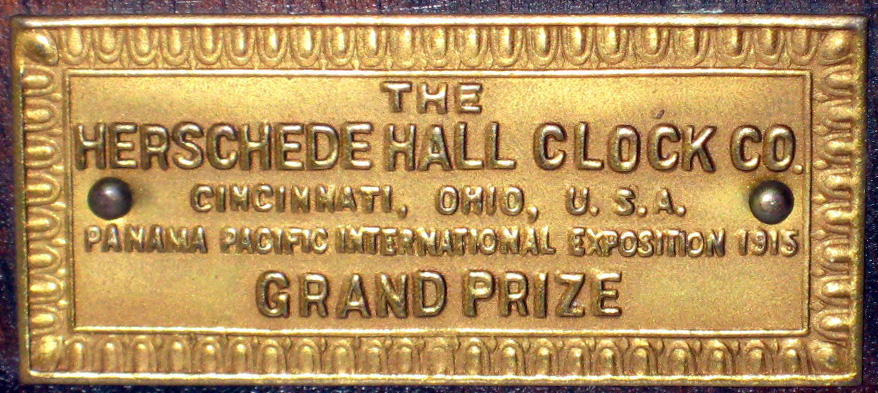 THE
HERSCHEDE HALL CLOCK CO.
CINCINNATI, OHIO, U.S.A.
PANAMA PACIFIC INTERNATIONAL EXPOSITION 1915
GRAND PRIZE